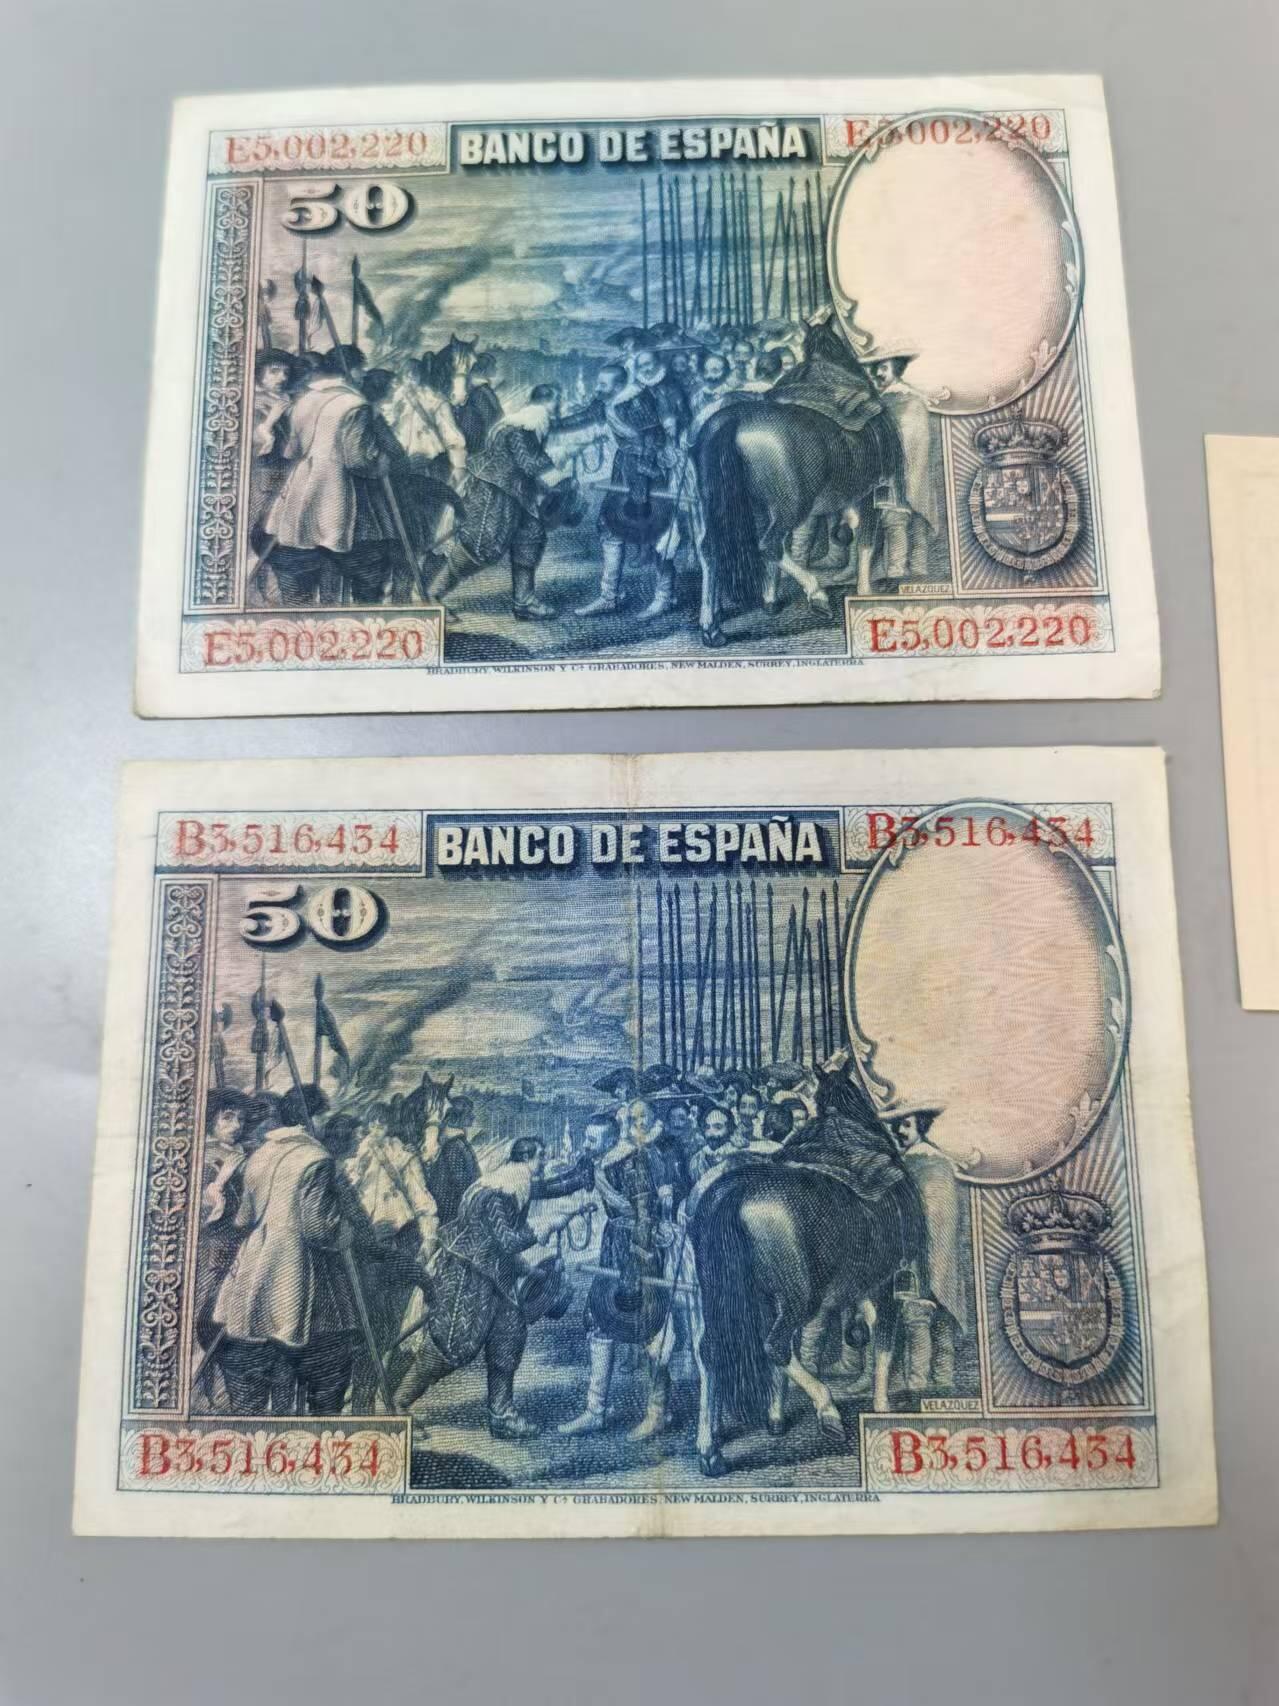 E5,002,220 BANCO DE ESPAÑA E5,002,220
50
VELAZQUEZ
E5,002,220 E5,002,220
BRADBURY, WILKINSON Y Cª GRABADORES, NEW MALDEN, SURREY, INGLATERRA
B3,516,434 BANCO DE ESPAÑA B3,516,434
50
VELAZQUEZ
B3,516,434 B3,516,434
BRADBURY, WILKINSON Y Cª GRABADORES, NEW MALDEN, SURREY, INGLATERRA